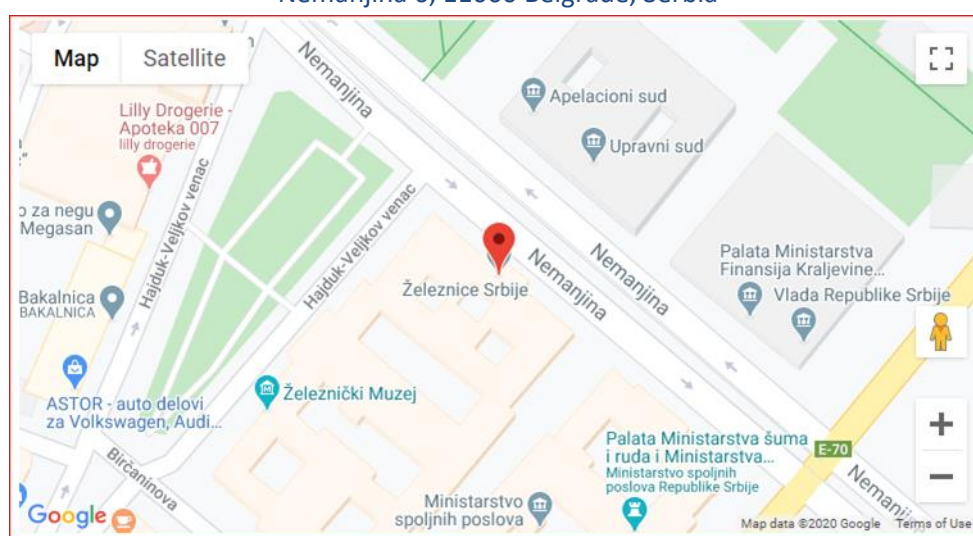 Map Satellite
Nemanjina
Apelacioni sud
Lilly Drogerie -
Apoteka 007
lilly drogerie
Upravni sud
o za negu
Megasan
Hajduk-Veljkov venac
Hajduk-Veljkov venac
Nemanjina
Nemanjina
Palata Ministarstva
Finansija Kraljevine...
Vlada Republike Srbije
Železnice Srbije
Bakalnica
BAKALNICA
Železnički Muzej
ASTOR - auto delovi
za Volkswagen, Audi...
Palata Ministarstva šuma
i ruda i Ministarstva...
Ministarstvo spoljnih
poslova Republike Srbije
E-70
Nemanjina
Birčaninova
Ministarstvo
spoljnih poslova
Google
Map data ©2020 Google Terms of Use